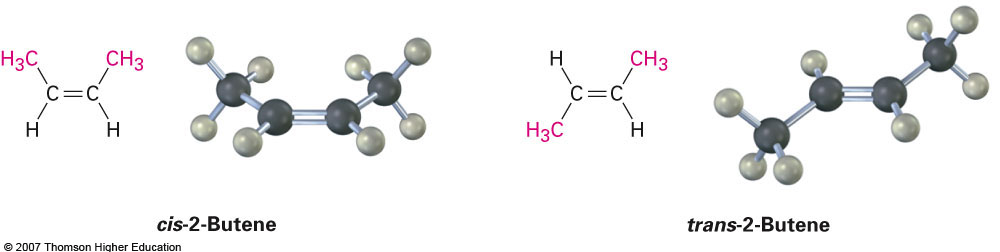 H3C CH3
C=C
H H
H CH3
C=C
H3C H
cis-2-Butene
trans-2-Butene
© 2007 Thomson Higher Education